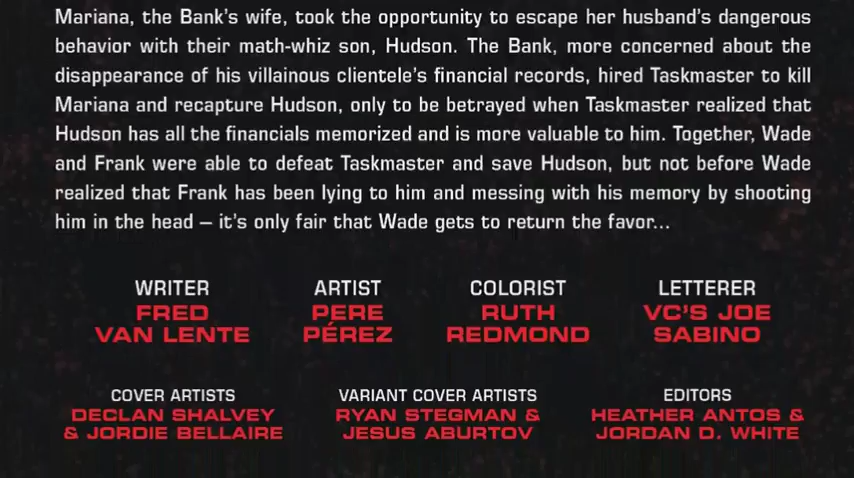 Mariana, the Bank's wife, took the opportunity to escape her husband's dangerous
behavior with their math-whiz son, Hudson. The Bank, more concerned about the
disappearance of his villainous clientele's financial records, hired Taskmaster to kill
Mariana and recapture Hudson, only to be betrayed when Taskmaster realized that
Hudson has all the financials memorized and is more valuable to him. Together, Wade
and Frank were able to defeat Taskmaster and save Hudson, but not before Wade
realized that Frank has been lying to him and messing with his memory by shooting
him in the head – it's only fair that Wade gets to return the favor...
WRITER
FRED
VAN LENTE
ARTIST
PERE
PÉREZ
COLORIST
RUTH
REDMOND
LETTERER
VC'S JOE
SABINO
COVER ARTISTS
DECLAN SHALVEY
& JORDIE BELLAIRE
VARIANT COVER ARTISTS
RYAN STEGMAN &
JESUS ABURTOV
EDITORS
HEATHER ANTOS &
JORDAN D. WHITE